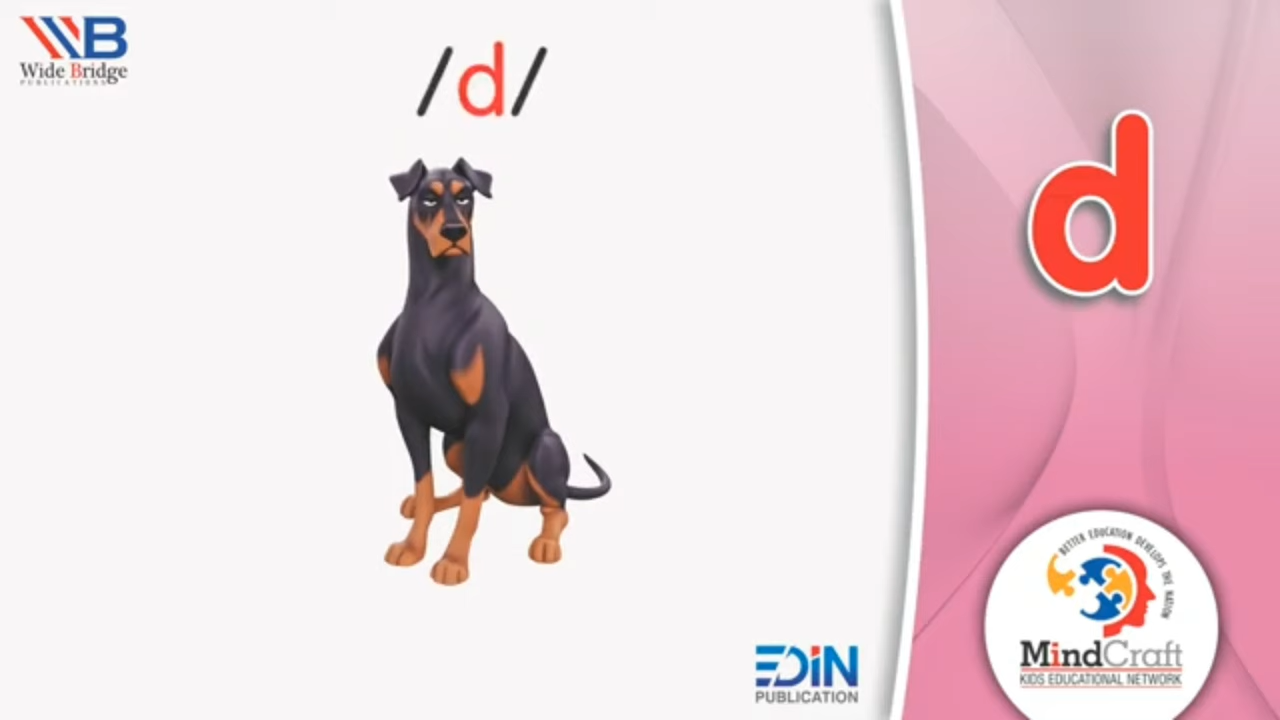 WB
Wide Bridge
PUBLICATIONS
/d/
d
BETTER EDUCATION DEVELOPS THE NATION
MindCraft
KIDS EDUCATIONAL NETWORK
EDiN
PUBLICATION